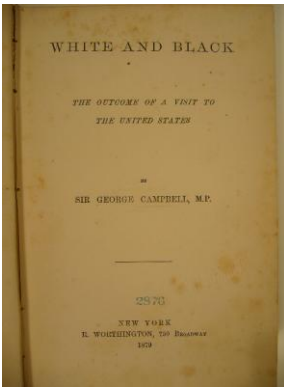 WHITE AND BLACK
THE OUTCOME OF A VISIT TO
THE UNITED STATES
BY
SIR GEORGE CAMPBELL, M.P.
2976
NEW YORK
R. WORTHINGTON, 750 BROADWAY
1879